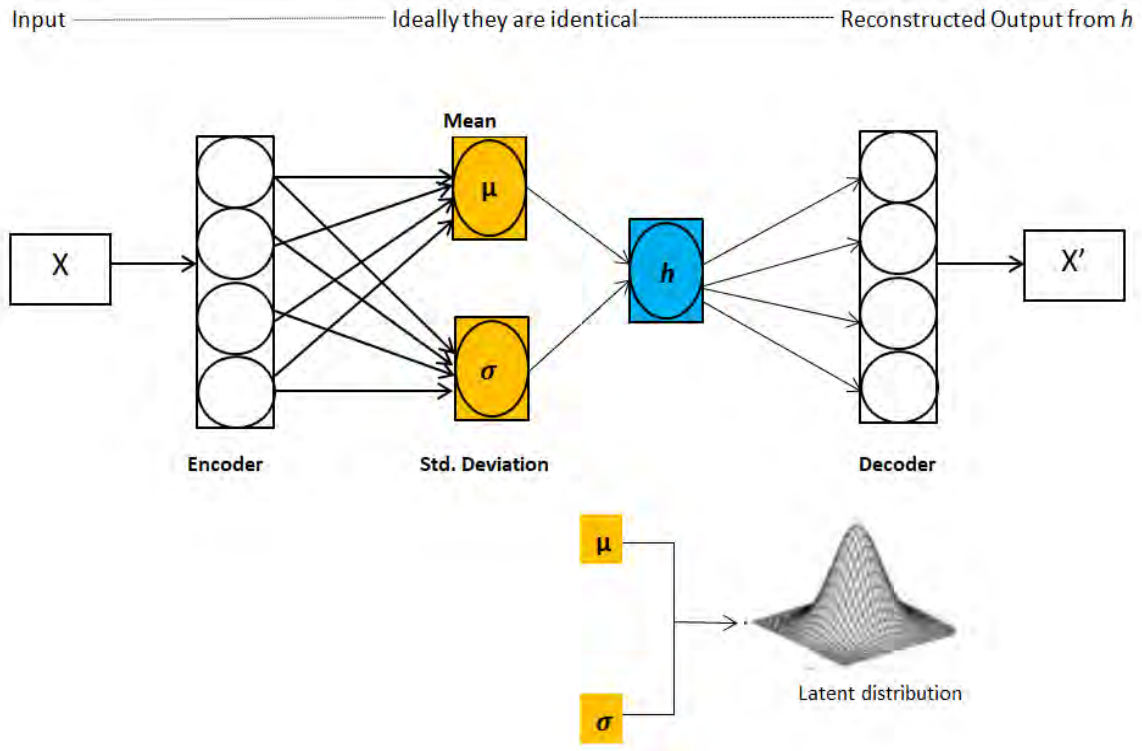 Input Ideally they are identical Reconstructed Output from h
Mean
μ
X
h
X'
σ
Encoder Std. Deviation Decoder
μ
σ
Latent distribution